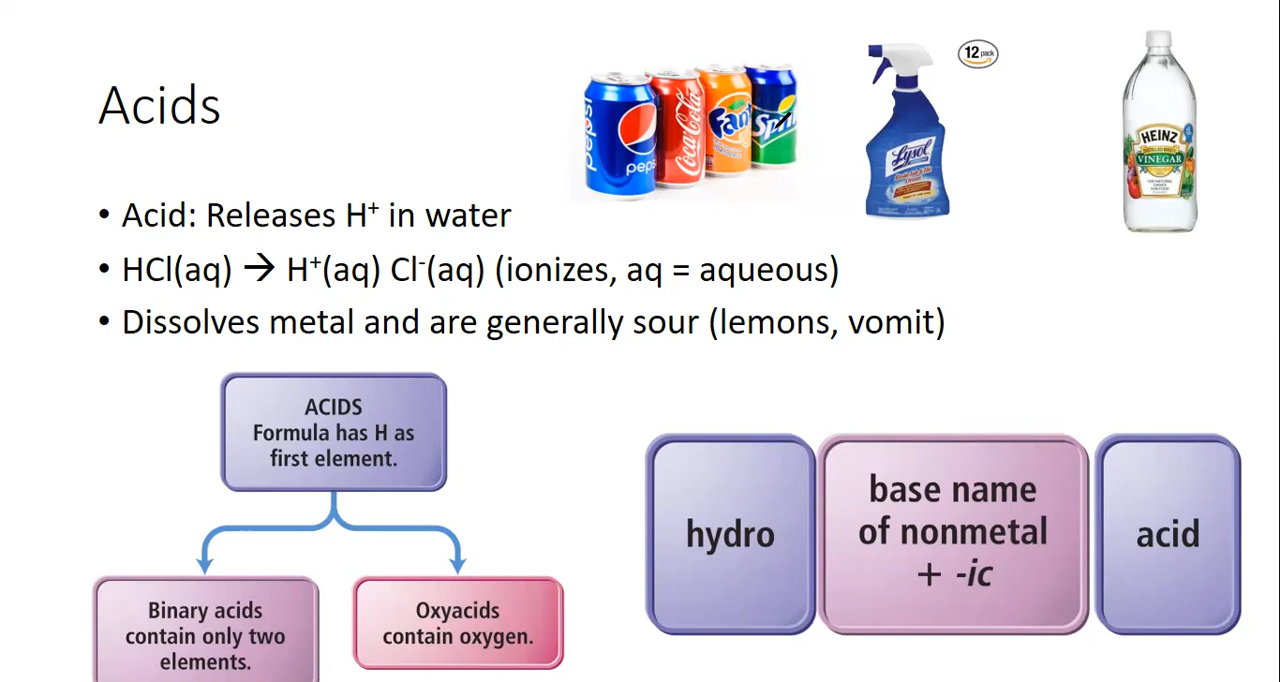 Acids
pepsi
pepsi
Coca-Cola
Fanta
12 pack
Lysol
HEINZ
DISTILLED WHITE
VINEGAR
• Acid: Releases H⁺ in water
• HCl(aq) → H⁺(aq) Cl⁻(aq) (ionizes, aq = aqueous)
• Dissolves metal and are generally sour (lemons, vomit)
ACIDS
Formula has H as
first element.
Binary acids
contain only two
elements.
Oxyacids
contain oxygen.
hydro
base name
of nonmetal
+ -ic
acid